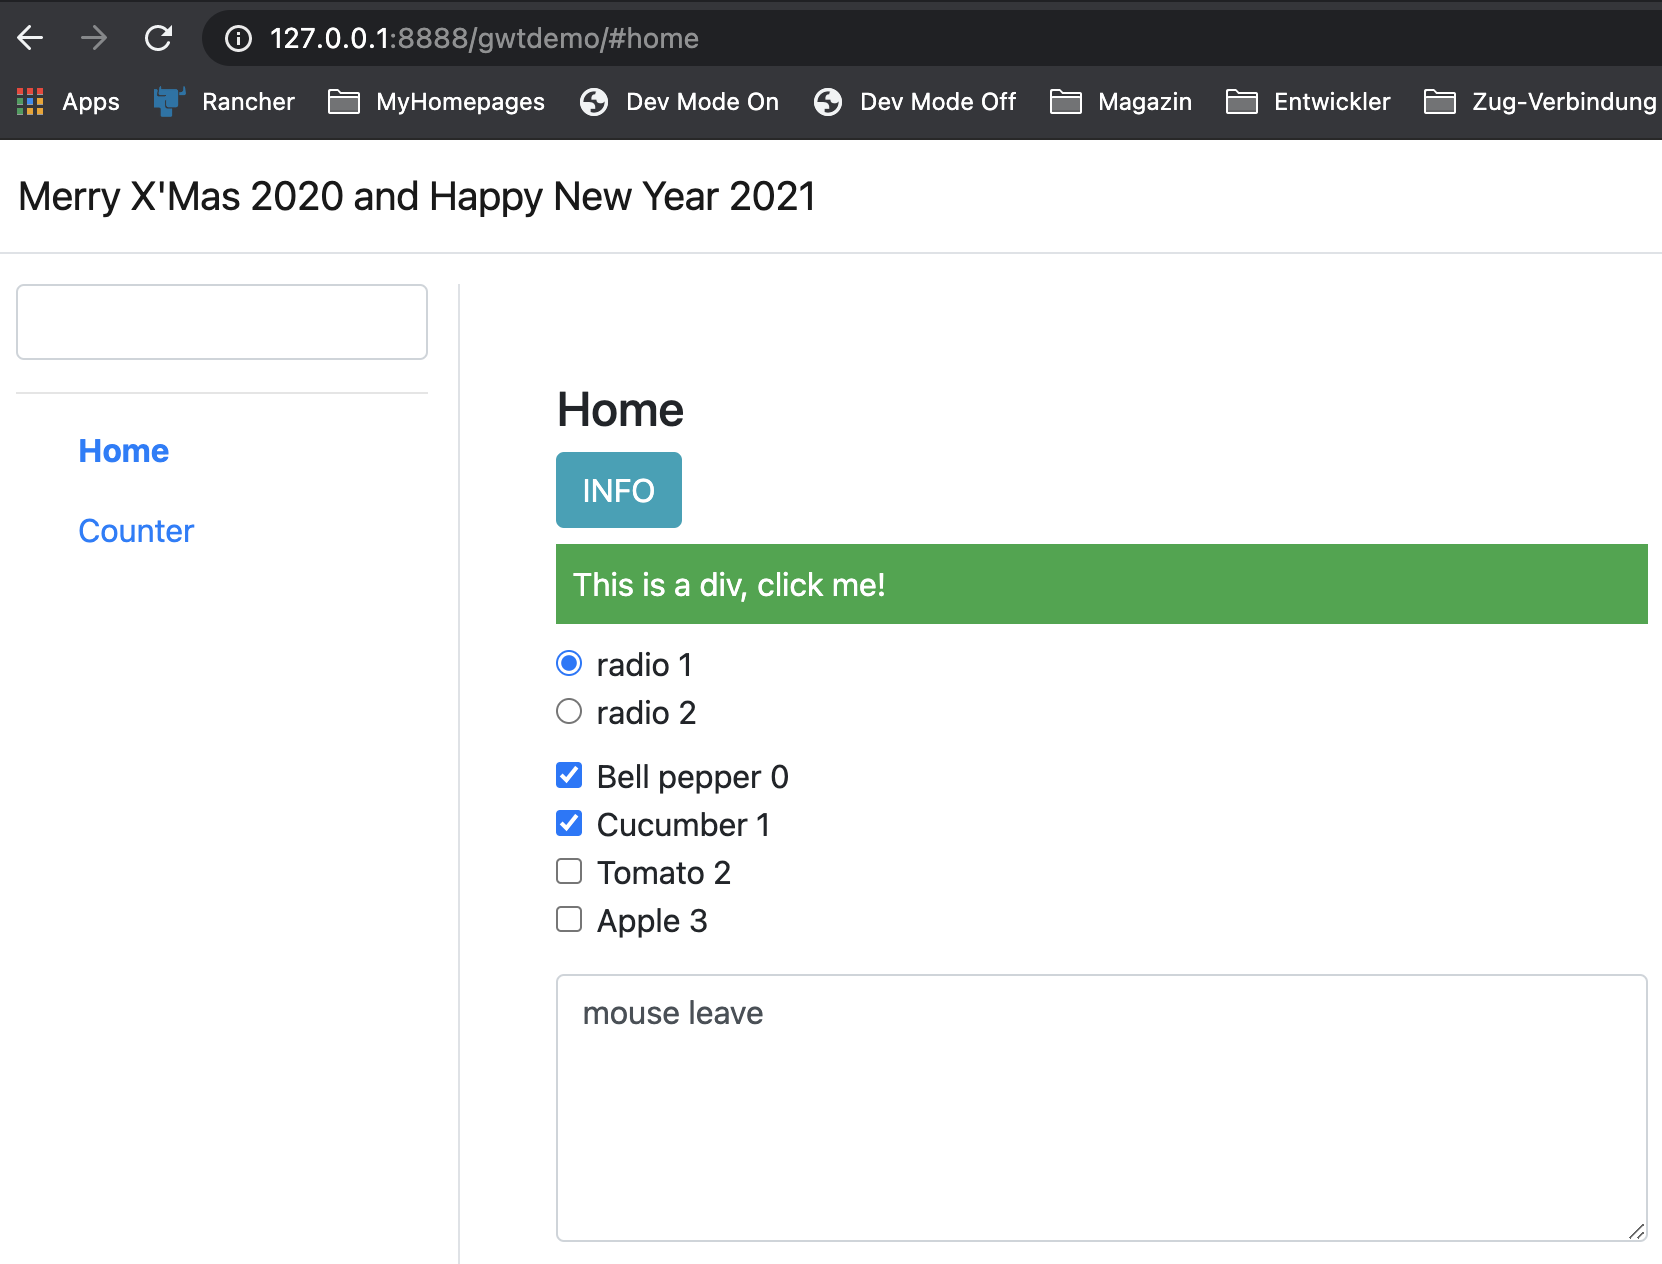 127.0.0.1:8888/gwtdemo/#home
Apps Rancher MyHomepages Dev Mode On Dev Mode Off Magazin Entwickler Zug-Verbindung
Merry X'Mas 2020 and Happy New Year 2021
Home
Counter
Home
INFO
This is a div, click me!
radio 1
radio 2
Bell pepper 0
Cucumber 1
Tomato 2
Apple 3
mouse leave